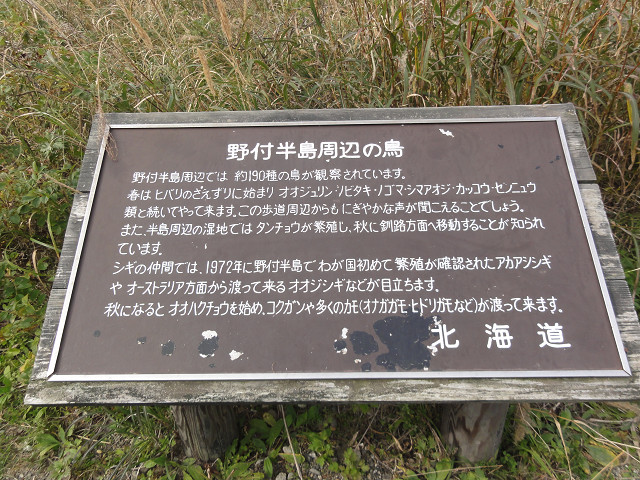 野付半島周辺の鳥
野付半島周辺では 約190種の鳥が観察されています。
春は ヒバリのさえずりに始まり オオジュリン・ノビタキ・ノゴマ・シマアオジ・カッコウ・センニュウ
類と続いてやって来ます。この歩道周辺からも にぎやかな声が聞こえることでしょう。
また、半島周辺の湿地では タンチョウが繁殖し、秋に 釧路方面へ移動することが知られ
ています。
シギの仲間では、1972年に野付半島で わが国初めて 繁殖が確認されたアカアシシギ
や オーストラリア方面から渡って来る オオジシギなどが目立ちます。
秋になると オオハクチョウを始め、コクガンや多くのカモ(オナガガモ・ヒドリガモなど)が渡って来ます。
北海道